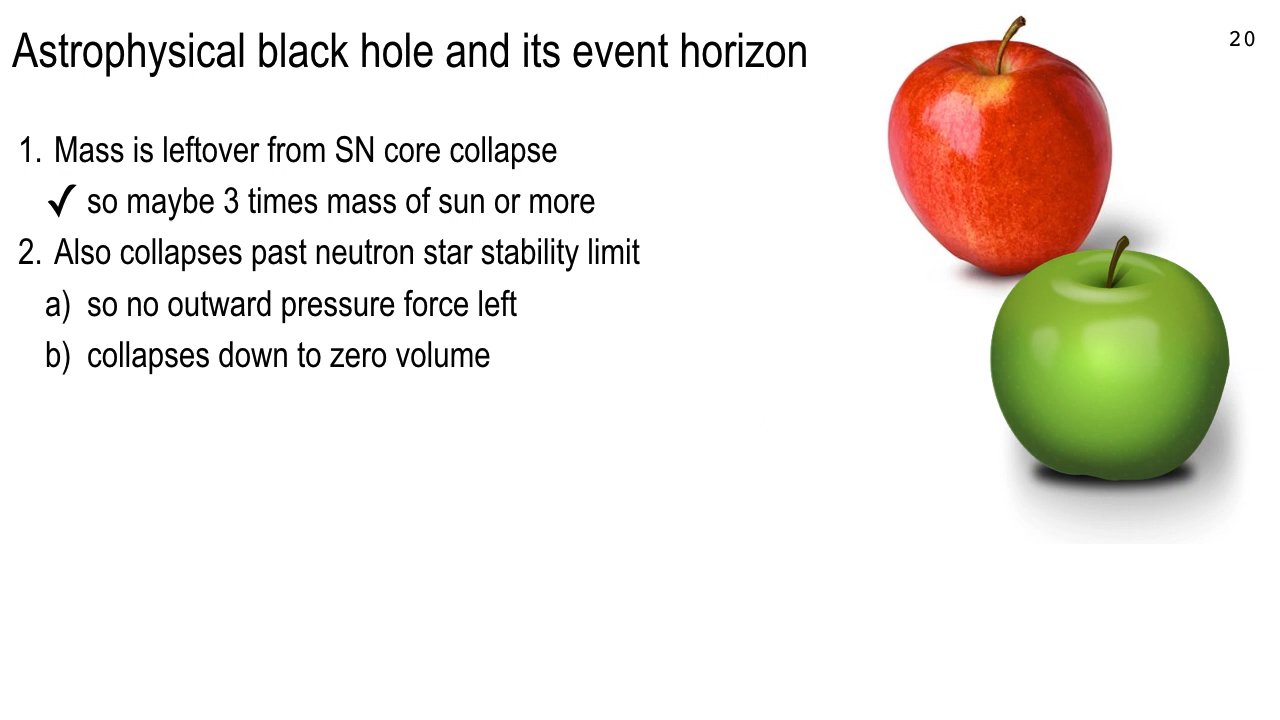 Astrophysical black hole and its event horizon
20
1. Mass is leftover from SN core collapse
✓ so maybe 3 times mass of sun or more
2. Also collapses past neutron star stability limit
a) so no outward pressure force left
b) collapses down to zero volume